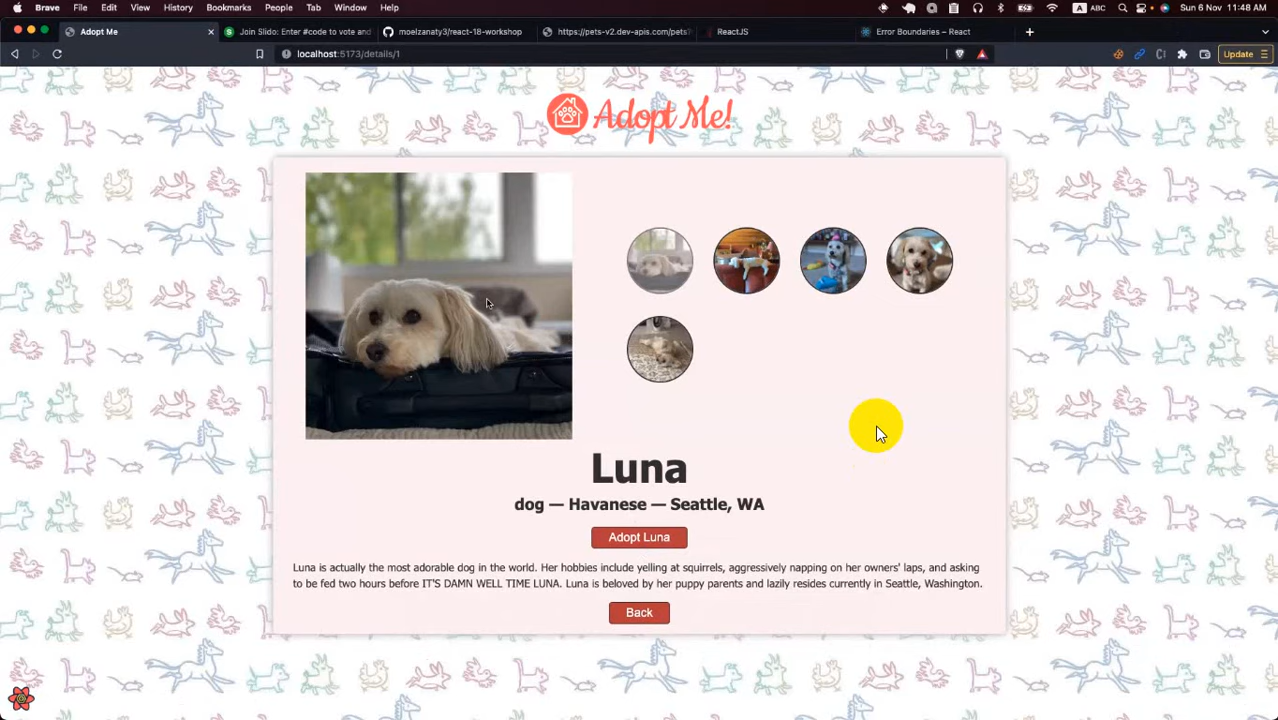 Brave File Edit View History Bookmarks People Tab Window Help A ABC Sun 6 Nov 11:48 AM
Adopt Me Join Slido: Enter #code to vote and moelzanaty3/react-18-workshop https://pets-v2.dev-apis.com/pets? ReactJS Error Boundaries – React
localhost:5173/details/1 Update
Adopt Me!
Luna
dog — Havanese — Seattle, WA
Adopt Luna
Luna is actually the most adorable dog in the world. Her hobbies include yelling at squirrels, aggressively napping on her owners' laps, and asking
to be fed two hours before IT'S DAMN WELL TIME LUNA. Luna is beloved by her puppy parents and lazily resides currently in Seattle, Washington.
Back